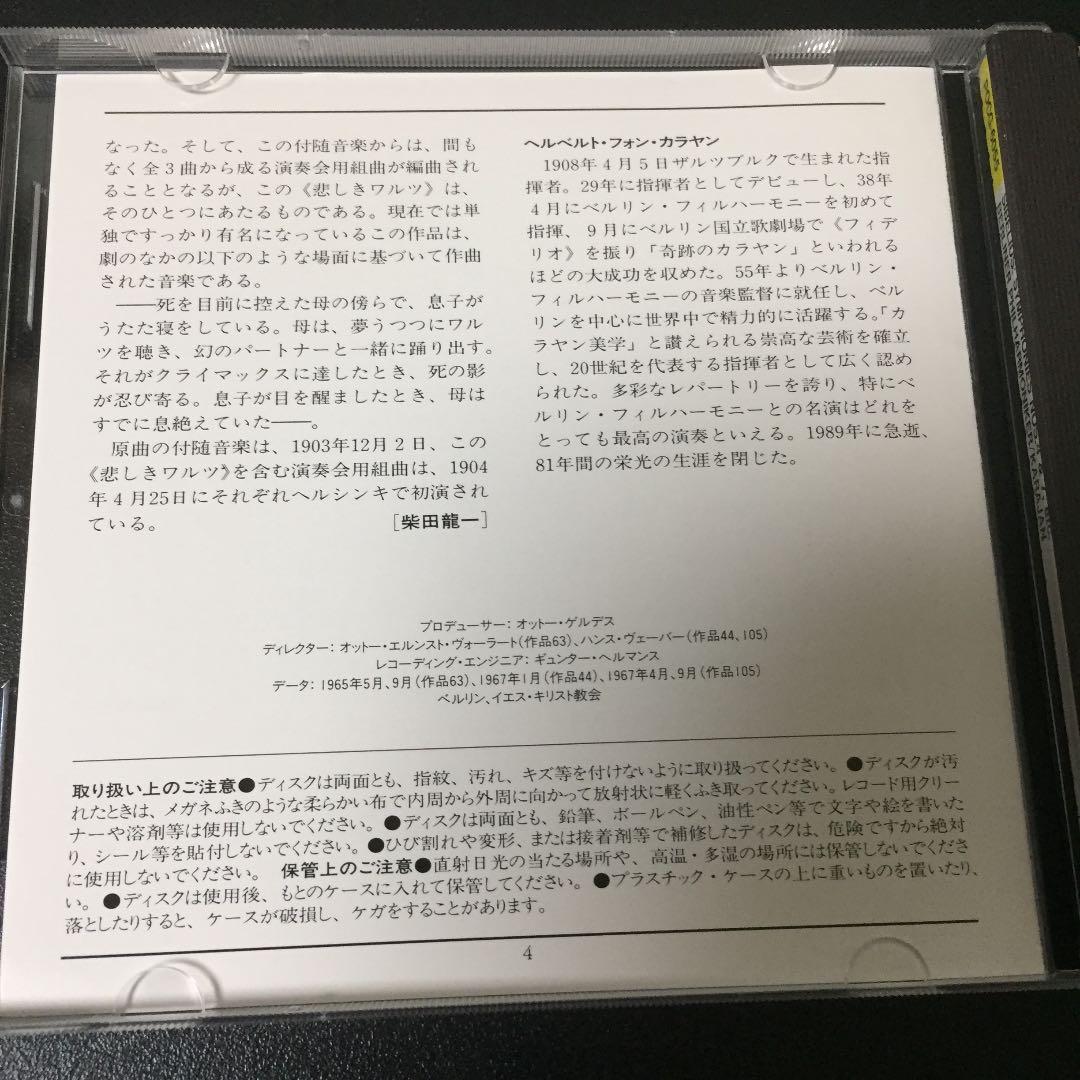 なった。そして、この付随音楽からは、間も
なく全3曲から成る演奏会用組曲が編曲され
ることとなるが、この《悲しきワルツ》は、
そのひとつにあたるものである。現在では単
独ですっかり有名になっているこの作品は、
劇のなかの以下のような場面に基づいて作曲
された音楽である。
——死を目前に控えた母の傍らで、息子が
うたた寝をしている。母は、夢うつつにワル
ツを聴き、幻のパートナーと一緒に踊り出す。
それがクライマックスに達したとき、死の影
が忍び寄る。息子が目を醒ましたとき、母は
すでに息絶えていた——。
原曲の付随音楽は、1903年12月2日、この
《悲しきワルツ》を含む演奏会用組曲は、1904
年4月25日にそれぞれヘルシンキで初演され
ている。 [柴田龍一]
ヘルベルト・フォン・カラヤン
1908年4月5日ザルツブルクで生まれた指
揮者。29年に指揮者としてデビューし、38年
4月にベルリン・フィルハーモニーを初めて
指揮、9月にベルリン国立歌劇場で《フィデ
リオ》を振り「奇跡のカラヤン」といわれる
ほどの大成功を収めた。55年よりベルリン・
フィルハーモニーの音楽監督に就任し、ベル
リンを中心に世界中で精力的に活躍する。「カ
ラヤン美学」と讃えられる崇高な芸術を確立
し、20世紀を代表する指揮者として広く認め
られた。多彩なレパートリーを誇り、特にベ
ルリン・フィルハーモニーとの名演はどれを
とっても最高の演奏といえる。1989年に急逝、
81年間の栄光の生涯を閉じた。
プロデューサー：オットー・ゲルデス
ディレクター：オットー・エルンスト・ヴォーラート(作品63)、ハンス・ヴェーバー(作品44、105)
レコーディング・エンジニア：ギュンター・ヘルマンス
データ：1965年5月、9月(作品63)、1967年1月(作品44)、1967年4月、9月(作品105)
ベルリン、イエス・キリスト教会
取り扱い上のご注意●ディスクは両面とも、指紋、汚れ、キズ等を付けないように取り扱ってください。●ディスクが汚
れたときは、メガネふきのような柔らかい布で内周から外周に向かって放射状に軽くふき取ってください。レコード用クリー
ナーや溶剤等は使用しないでください。●ディスクは両面とも、鉛筆、ボールペン、油性ペン等で文字や絵を書いた
り、シール等を貼付しないでください。●ひび割れや変形、または接着剤等で補修したディスクは、危険ですから絶対
に使用しないでください。 保管上のご注意●直射日光の当たる場所や、高温・多湿の場所には保管しないでくださ
い。●ディスクは使用後、もとのケースに入れて保管してください。●プラスチック・ケースの上に重いものを置いたり、
落としたりすると、ケースが破損し、ケガをすることがあります。
4